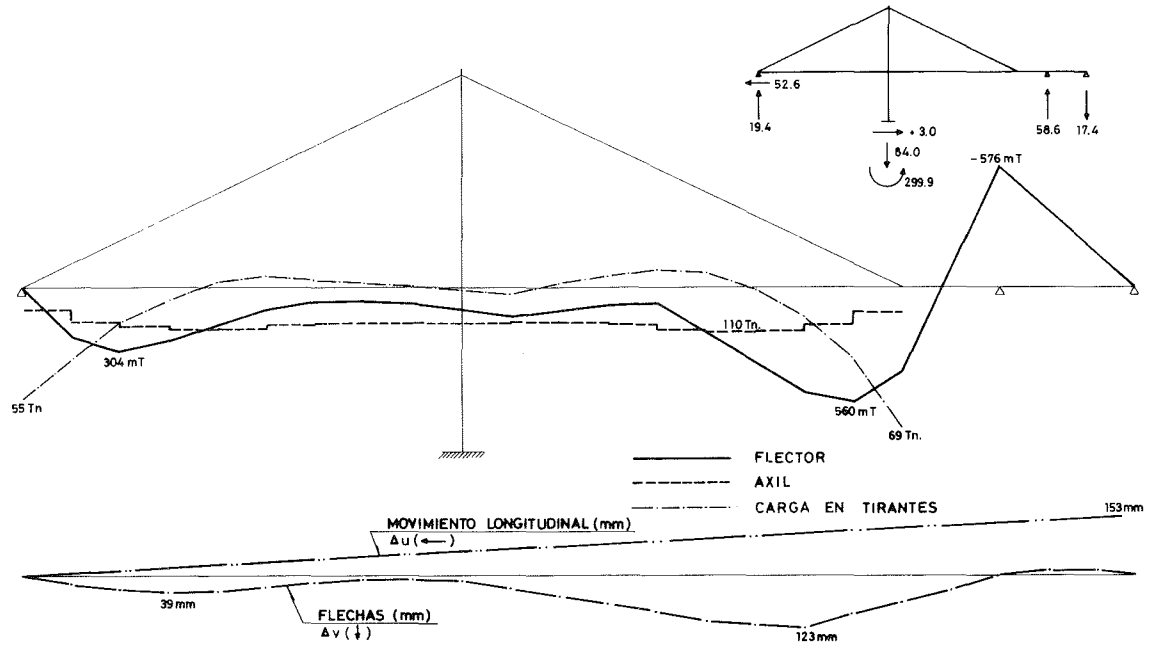 52.6
19.4
+3.0
84.0
299.9
58.6
17.4
-576 mT
110 Tn.
304 mT
55 Tn
560 mT
69 Tn.
FLECTOR
AXIL
CARGA EN TIRANTES
MOVIMIENTO LONGITUDINAL (mm)
Δu (←)
153mm
39mm
FLECHAS (mm)
Δv (↓)
123mm